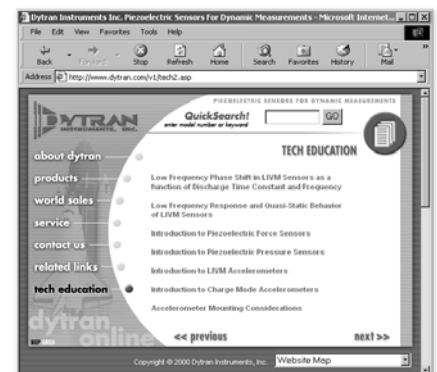 Dytran Instruments Inc. Piezoelectric Sensors For Dynamic Measurements - Microsoft Internet...
File Edit View Favorites Tools Help
Back Forward Stop Refresh Home Search Favorites History Mail
Address http://www.dytran.com/v1/tech2.asp
PIEZOELECTRIC SENSORS FOR DYNAMIC MEASUREMENTS
DYTRAN
INSTRUMENTS, INC.
QuickSearch!
enter model number or keyword
GO
TECH EDUCATION
about dytran
products
world sales
service
contact us
related links
tech education
Low Frequency Phase Shift in LIVM Sensors as a
function of Discharge Time Constant and Frequency
Low Frequency Response and Quasi-Static Behavior
of LIVM Sensors
Introduction to Piezoelectric Force Sensors
Introduction to Piezoelectric Pressure Sensors
Introduction to LIVM Accelerometers
Introduction to Charge Mode Accelerometers
Accelerometer Mounting Considerations
dytran
online
REP AREA
<< previous
next >>
Copyright © 2000 Dytran Instruments, Inc.
Website Map